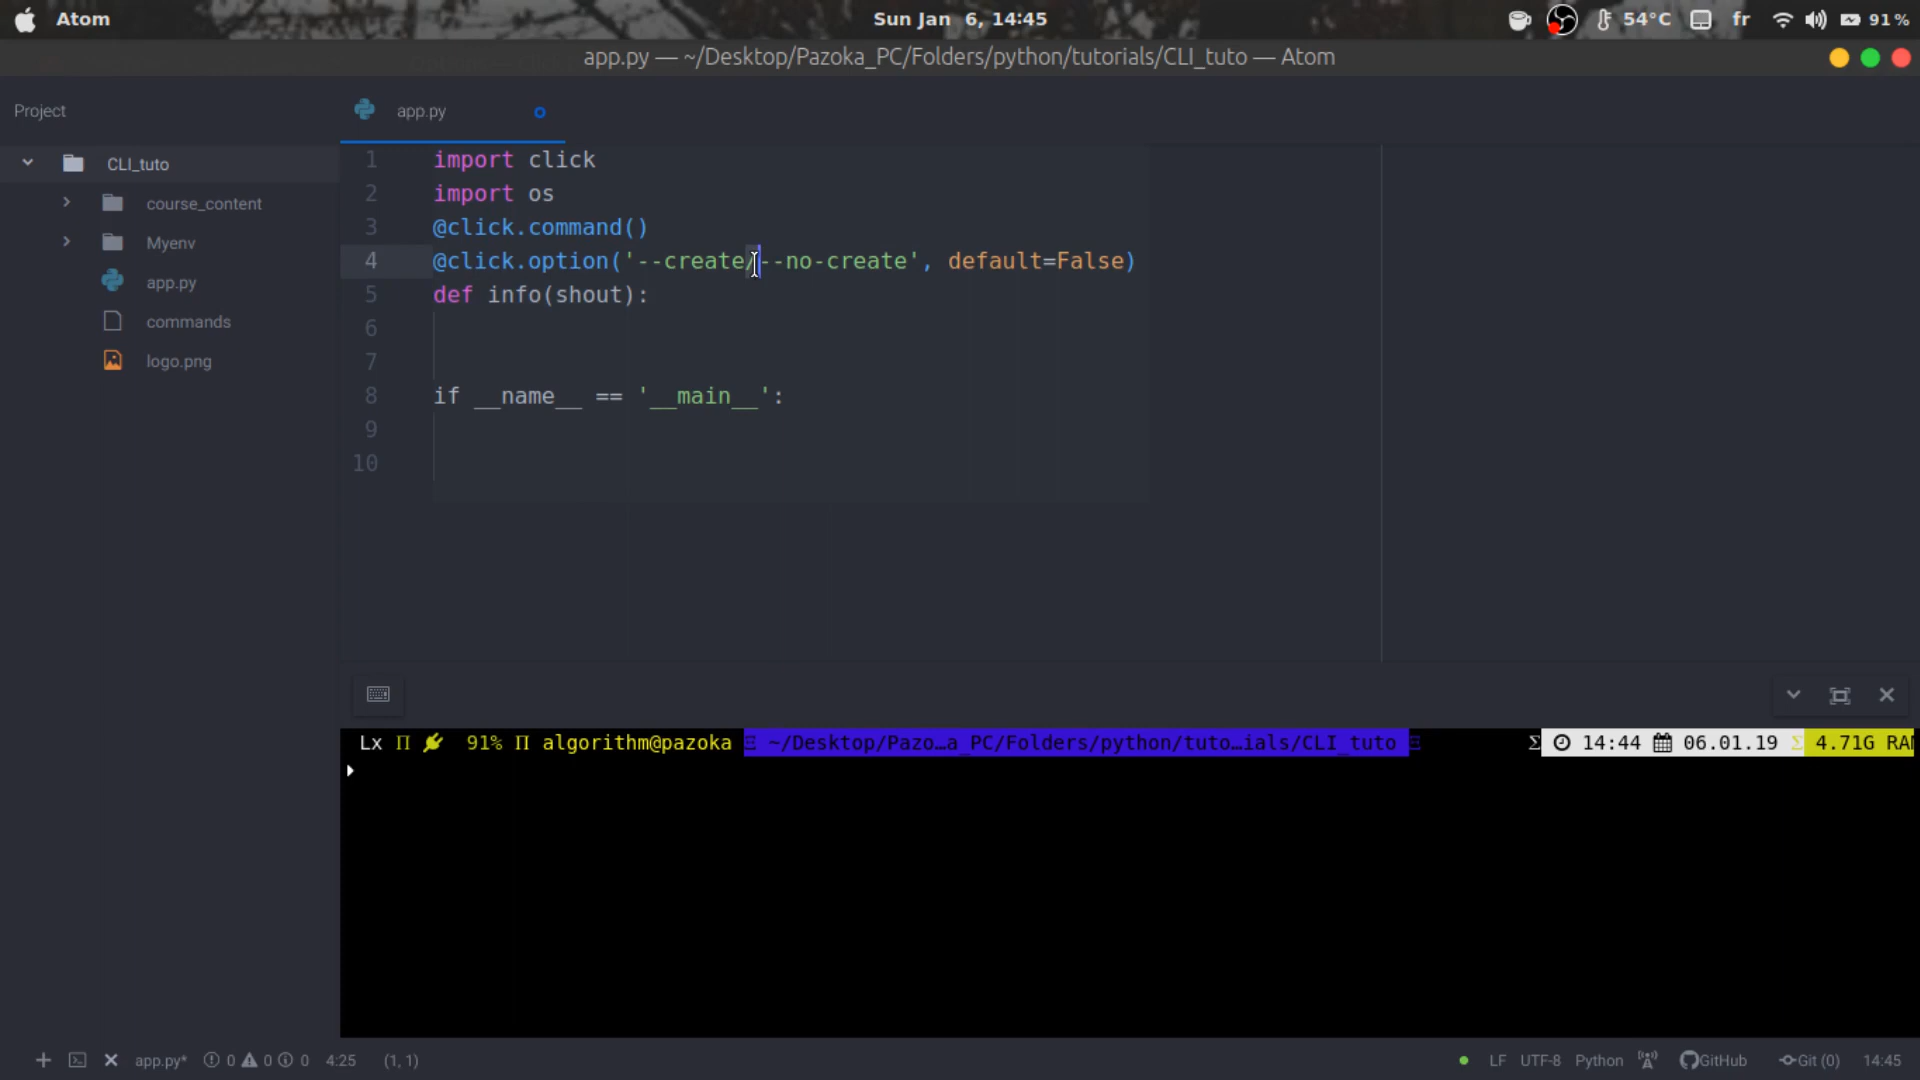 Atom
Sun Jan 6, 14:45
54°C
fr
91%
app.py — ~/Desktop/Pazoka_PC/Folders/python/tutorials/CLI_tuto — Atom
Project
app.py
CLI_tuto
course_content
Myenv
app.py
commands
logo.png
1 import click
2 import os
3 @click.command()
4 @click.option('--create/--no-create', default=False)
5 def info(shout):
6
7
8 if __name__ == '__main__':
9
10
Lx Π 91% Π algorithm@pazoka Ξ ~/Desktop/Pazo…a_PC/Folders/python/tuto…ials/CLI_tuto Ξ
Σ 14:44 06.01.19 Σ 4.71G RAM
app.py* 0 0 0 4:25 (1, 1)
LF UTF-8 Python GitHub Git (0) 14:45